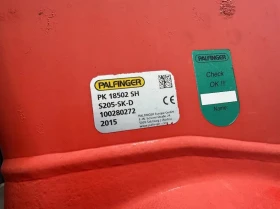 PALFINGER
PK 18502 SH
S205-SK-D
100280272
2015
CE
PALFINGER
Check
OK !!